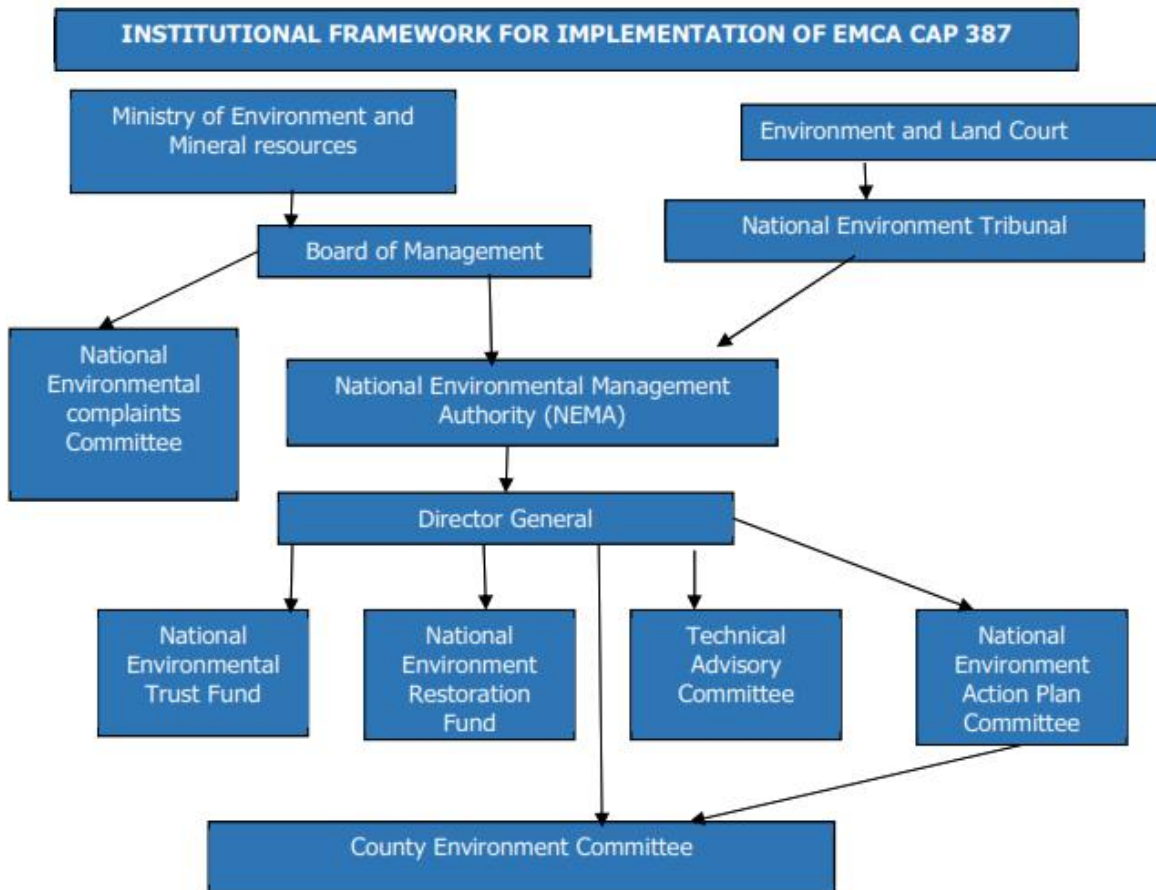 INSTITUTIONAL FRAMEWORK FOR IMPLEMENTATION OF EMCA CAP 387
Ministry of Environment and
Mineral resources
Environment and Land Court
National Environment Tribunal
Board of Management
National
Environmental
complaints
Committee
National Environmental Management
Authority (NEMA)
Director General
National
Environmental
Trust Fund
National
Environment
Restoration
Fund
Technical
Advisory
Committee
National
Environment
Action Plan
Committee
County Environment Committee